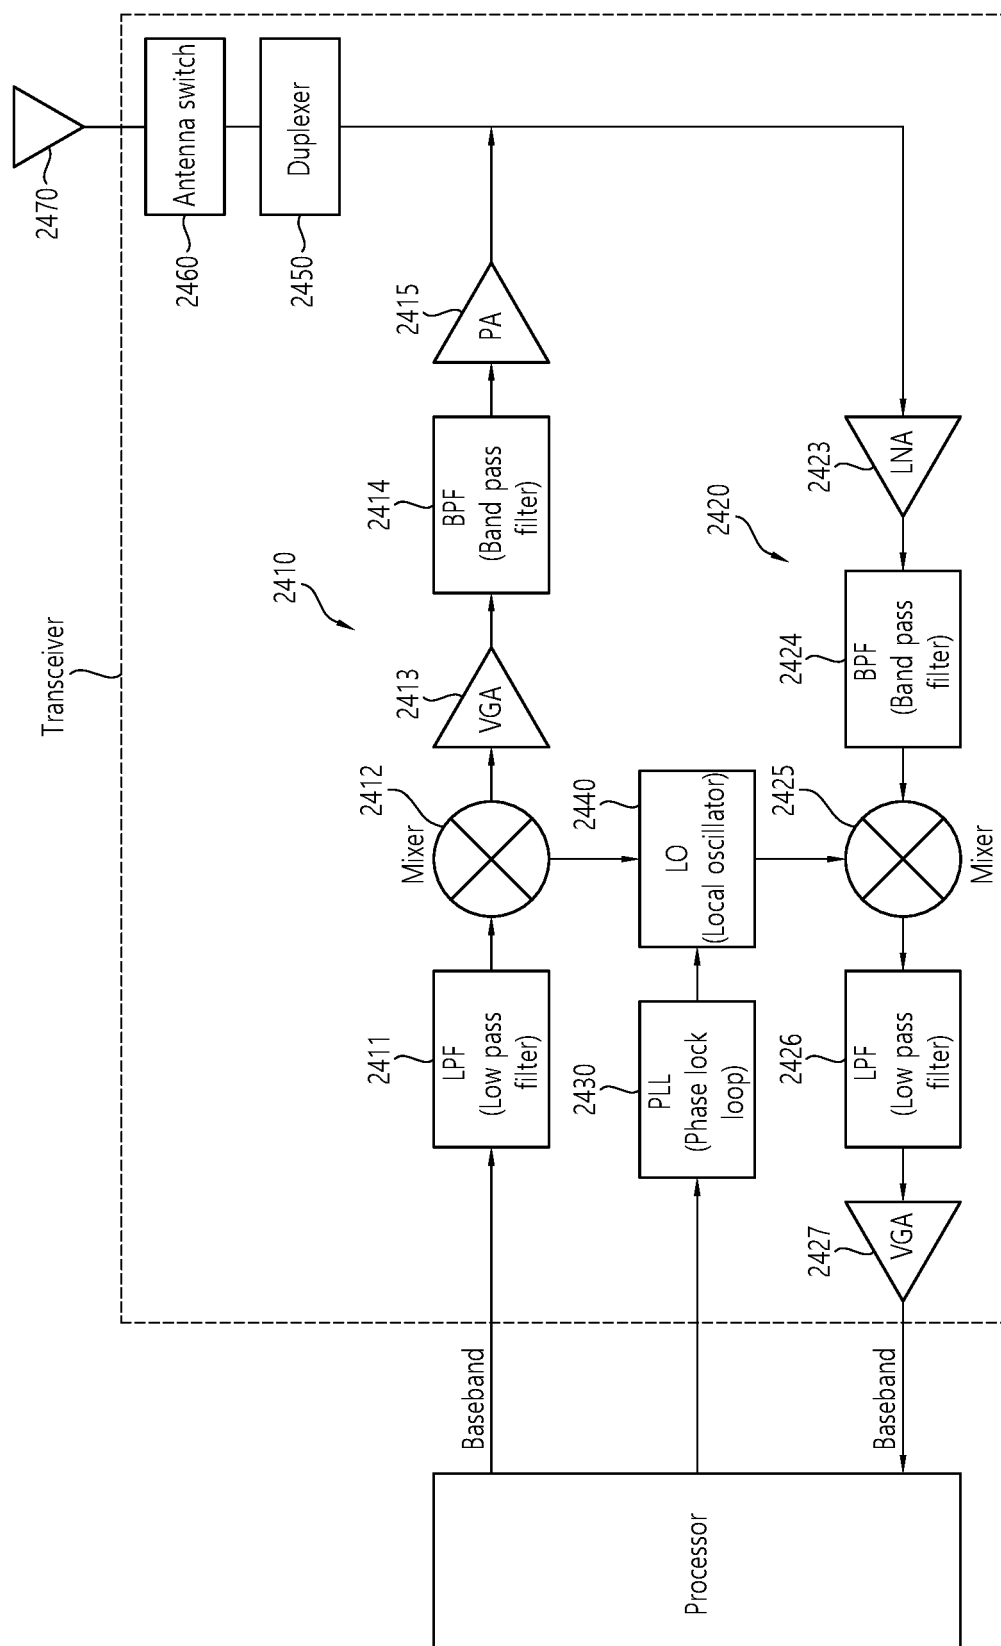 Transceiver
2470
Antenna switch
2460
Duplexer
2450
2410
2411
LPF
(Low pass
filter)
2412
Mixer
2413
VGA
2414
BPF
(Band pass
filter)
2415
PA
Processor
Baseband
Baseband
2430
PLL
(Phase lock
loop)
2440
LO
(Local oscillator)
2420
2427
VGA
2426
LPF
(Low pass
filter)
2425
Mixer
2424
BPF
(Band pass
filter)
2423
LNA